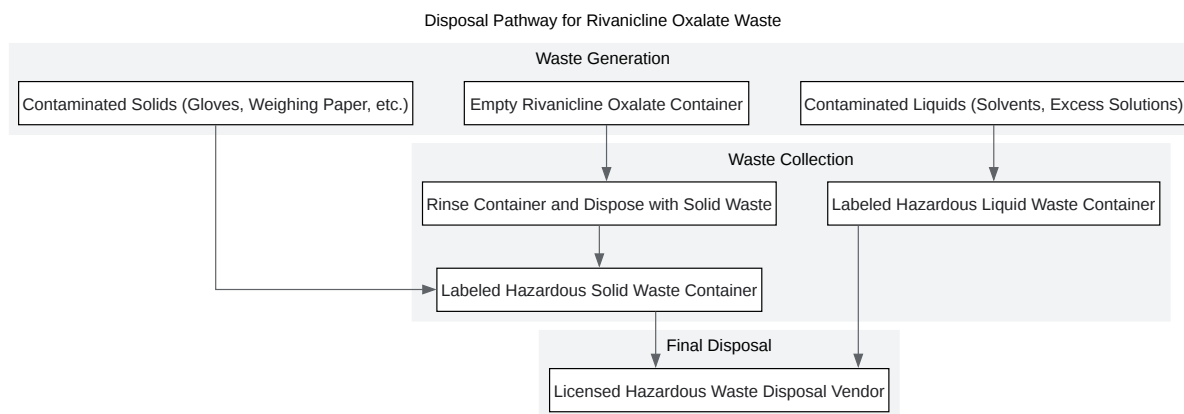 Disposal Pathway for Rivanicline Oxalate Waste
Waste Generation
Contaminated Solids (Gloves, Weighing Paper, etc.)
Empty Rivanicline Oxalate Container
Contaminated Liquids (Solvents, Excess Solutions)
Waste Collection
Rinse Container and Dispose with Solid Waste
Labeled Hazardous Liquid Waste Container
Labeled Hazardous Solid Waste Container
Final Disposal
Licensed Hazardous Waste Disposal Vendor